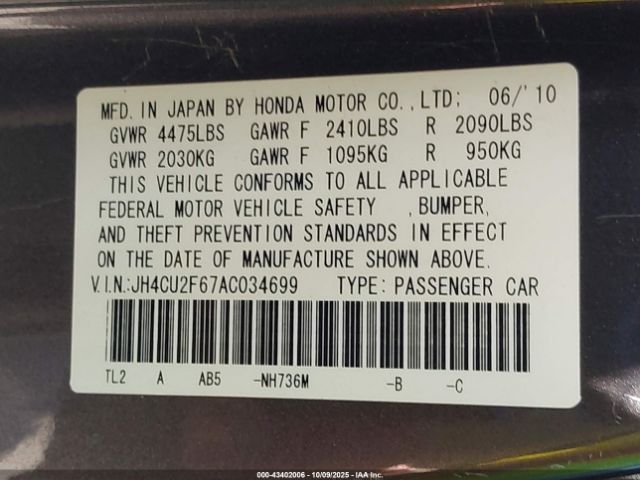 MFD. IN JAPAN BY HONDA MOTOR CO., LTD; 06/'10
GVWR 4475LBS GAWR F 2410LBS R 2090LBS
GVWR 2030KG GAWR F 1095KG R 950KG
THIS VEHICLE CONFORMS TO ALL APPLICABLE
FEDERAL MOTOR VEHICLE SAFETY , BUMPER,
AND THEFT PREVENTION STANDARDS IN EFFECT
ON THE DATE OF MANUFACTURE SHOWN ABOVE.
V.I.N.:JH4CU2F67AC034699 TYPE: PASSENGER CAR
TL2 A AB5 -NH736M -B -C
000-43402006 - 10/09/2025 - IAA Inc.